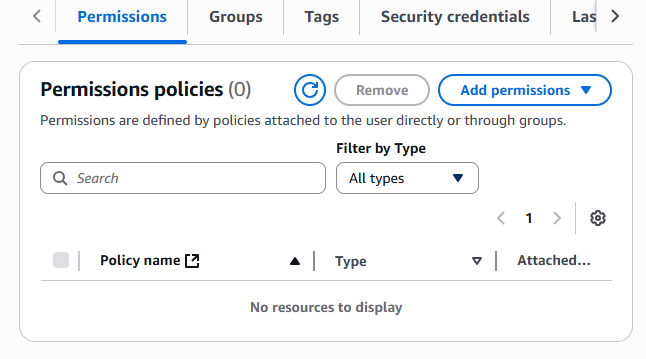 Permissions Groups Tags Security credentials Las
Permissions policies (0) Remove Add permissions
Permissions are defined by policies attached to the user directly or through groups.
Filter by Type
Search All types
1
Policy name Type Attached...
No resources to display